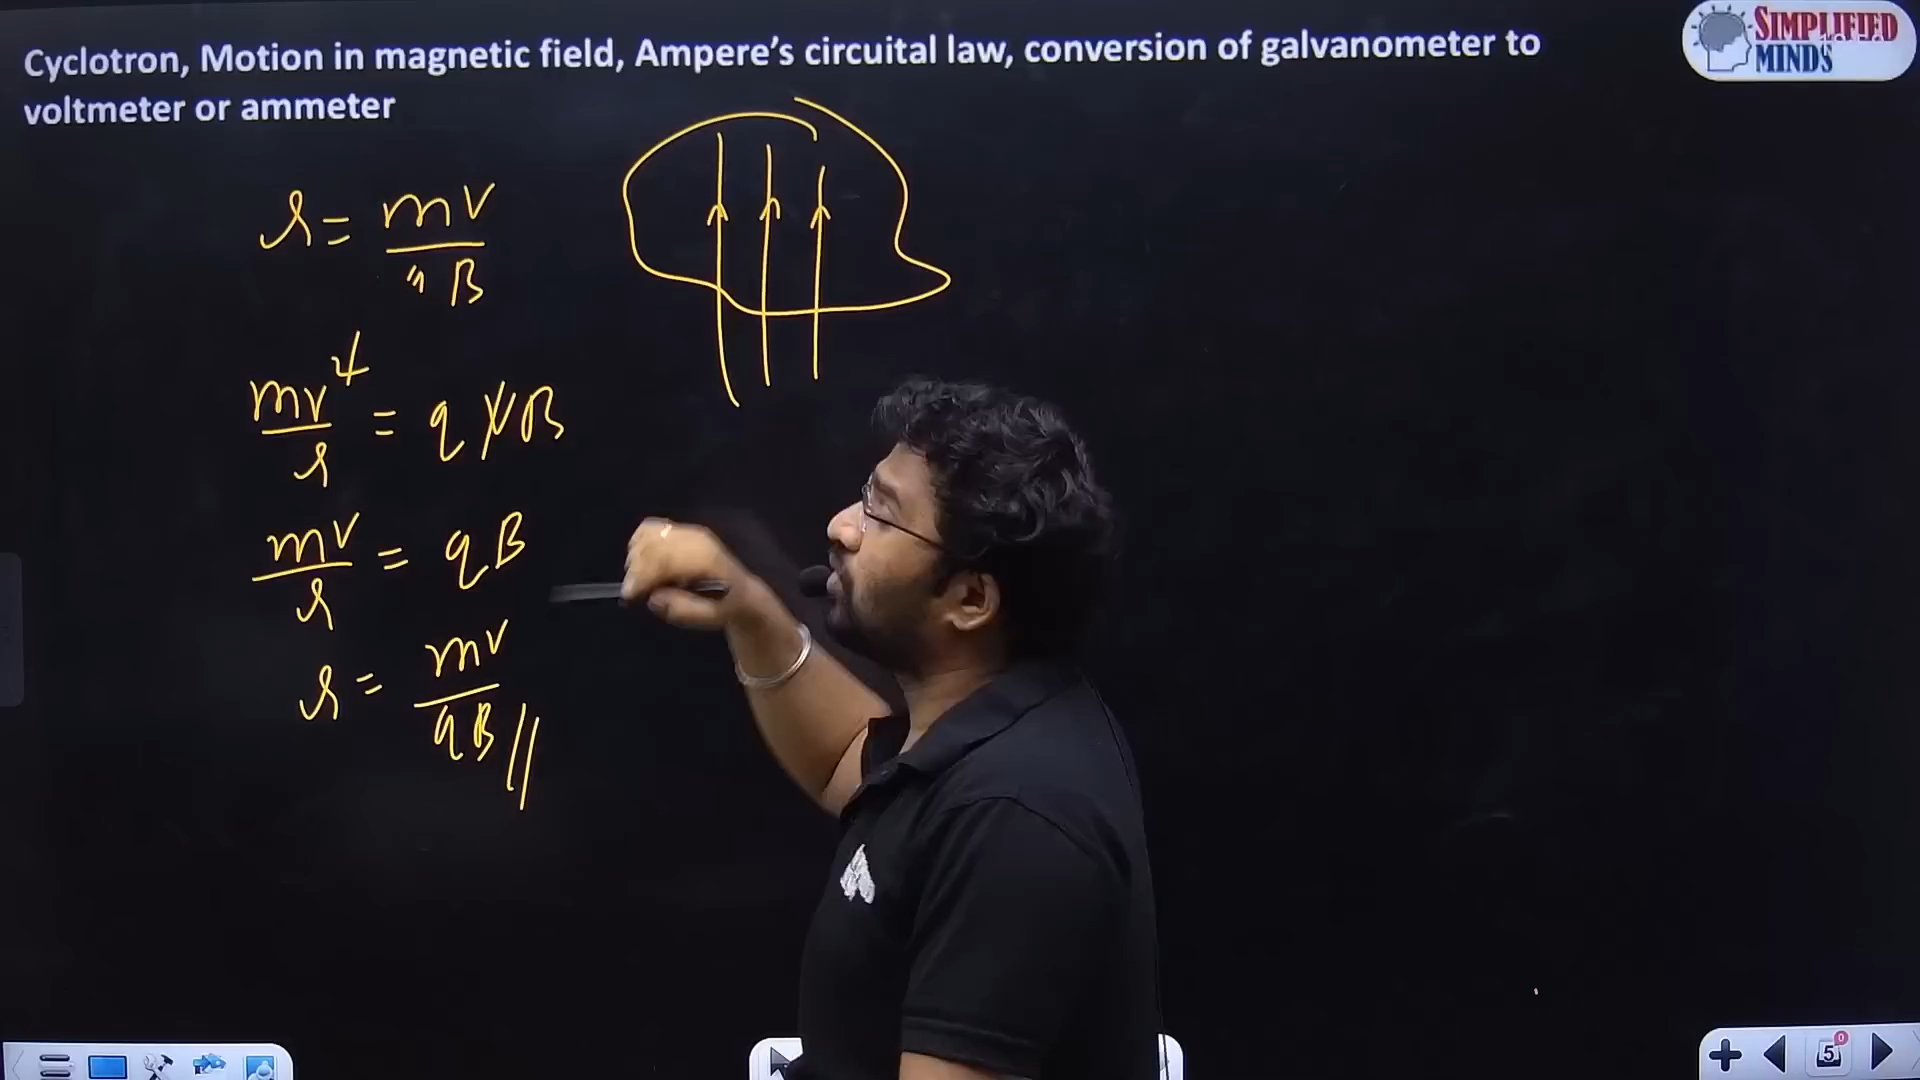 Cyclotron, Motion in magnetic field, Ampere's circuital law, conversion of galvanometer to
voltmeter or ammeter
SIMPLIFIED
MINDS
r = mv / qB
mv² / r = qvB
mv / r = qB
r = mv / qB //
5
0